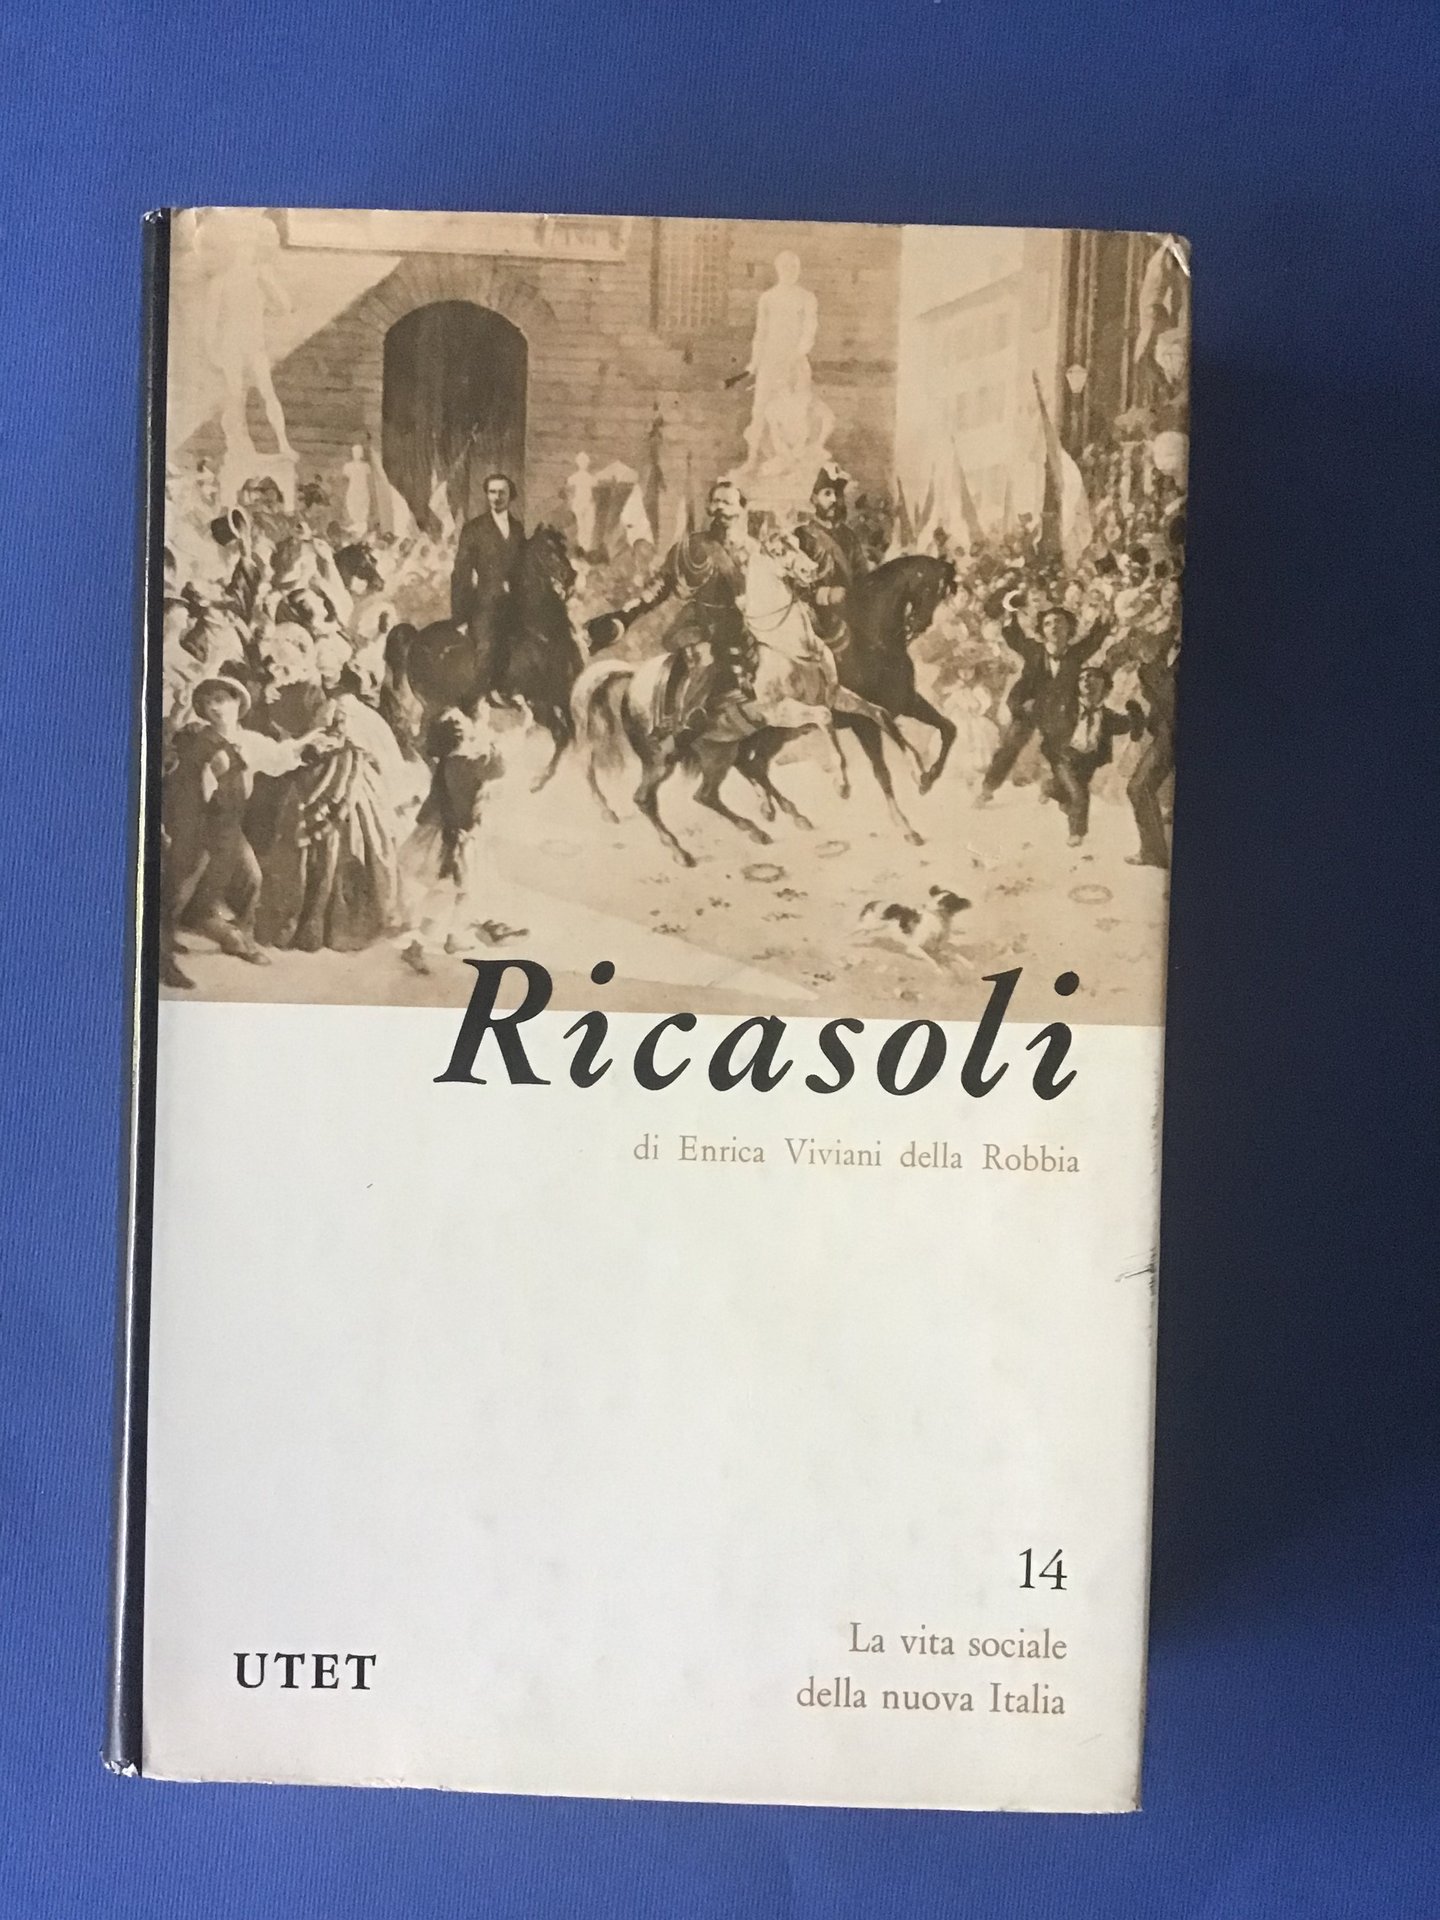 Ricasoli
di Enrica Viviani della Robbia
14
La vita sociale
della nuova Italia
UTET